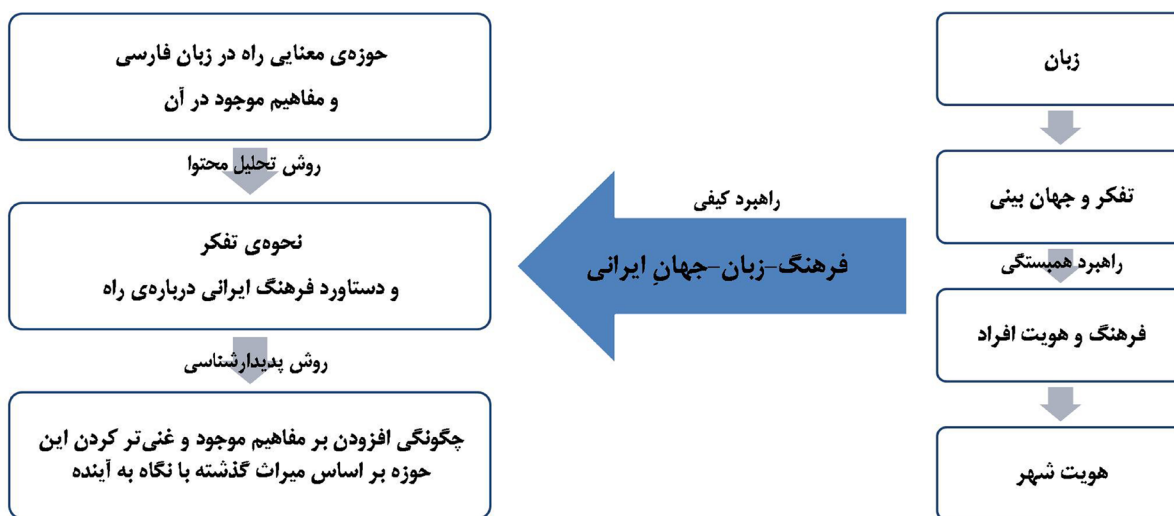 زبان
تفکر و جهان بینی
راهبرد همبستگی
فرهنگ و هویت افراد
هویت شهر
راهبرد کیفی
فرهنگ-زبان-جهانِ ایرانی
حوزه‌ی معنایی راه در زبان فارسی
و مفاهیم موجود در آن
روش تحلیل محتوا
نحوه‌ی تفکر
و دستاورد فرهنگ ایرانی درباره‌ی راه
روش پدیدارشناسی
چگونگی افزودن بر مفاهیم موجود و غنی‌تر کردن این
حوزه بر اساس میراث گذشته با نگاه به آینده